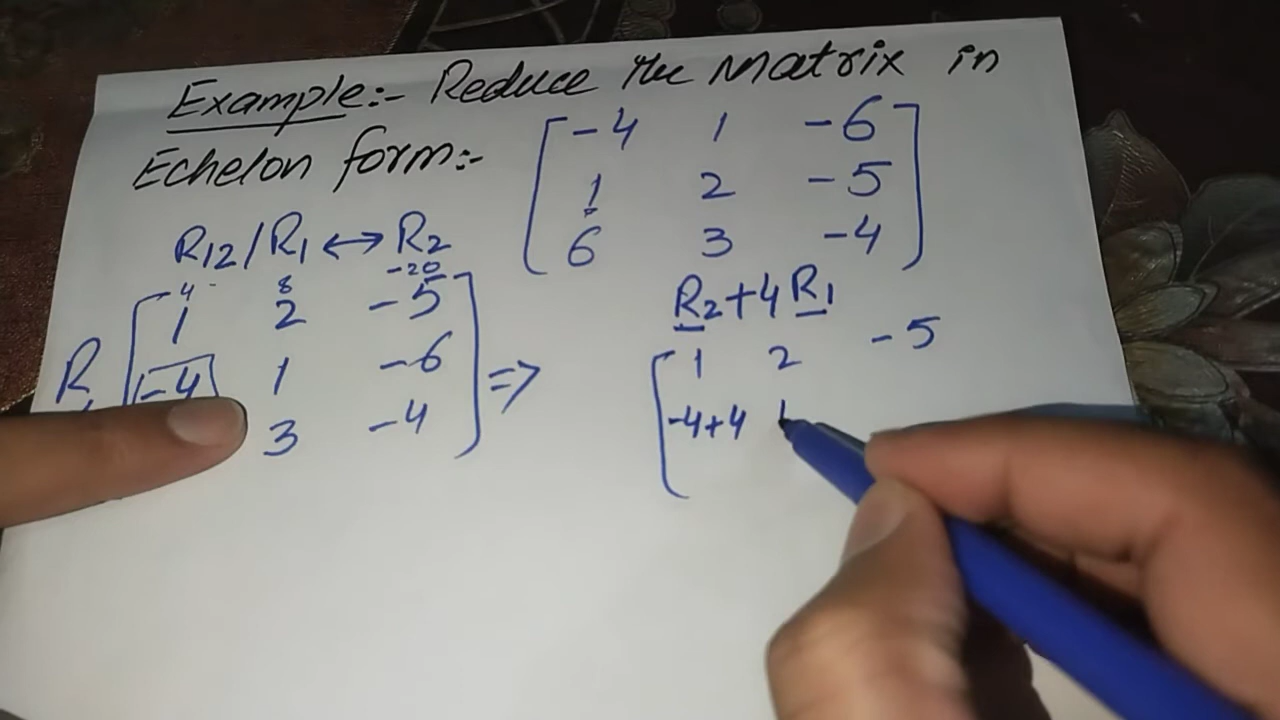 Example:- Reduce the Matrix in
Echelon form:-
-4 1 -6
1 2 -5
6 3 -4
R12/R1 ↔ R2
4 8 -20
1 2 -5
R -4 1 -6
3 -4
=>
R2+4R1
1 2 -5
-4+4 1